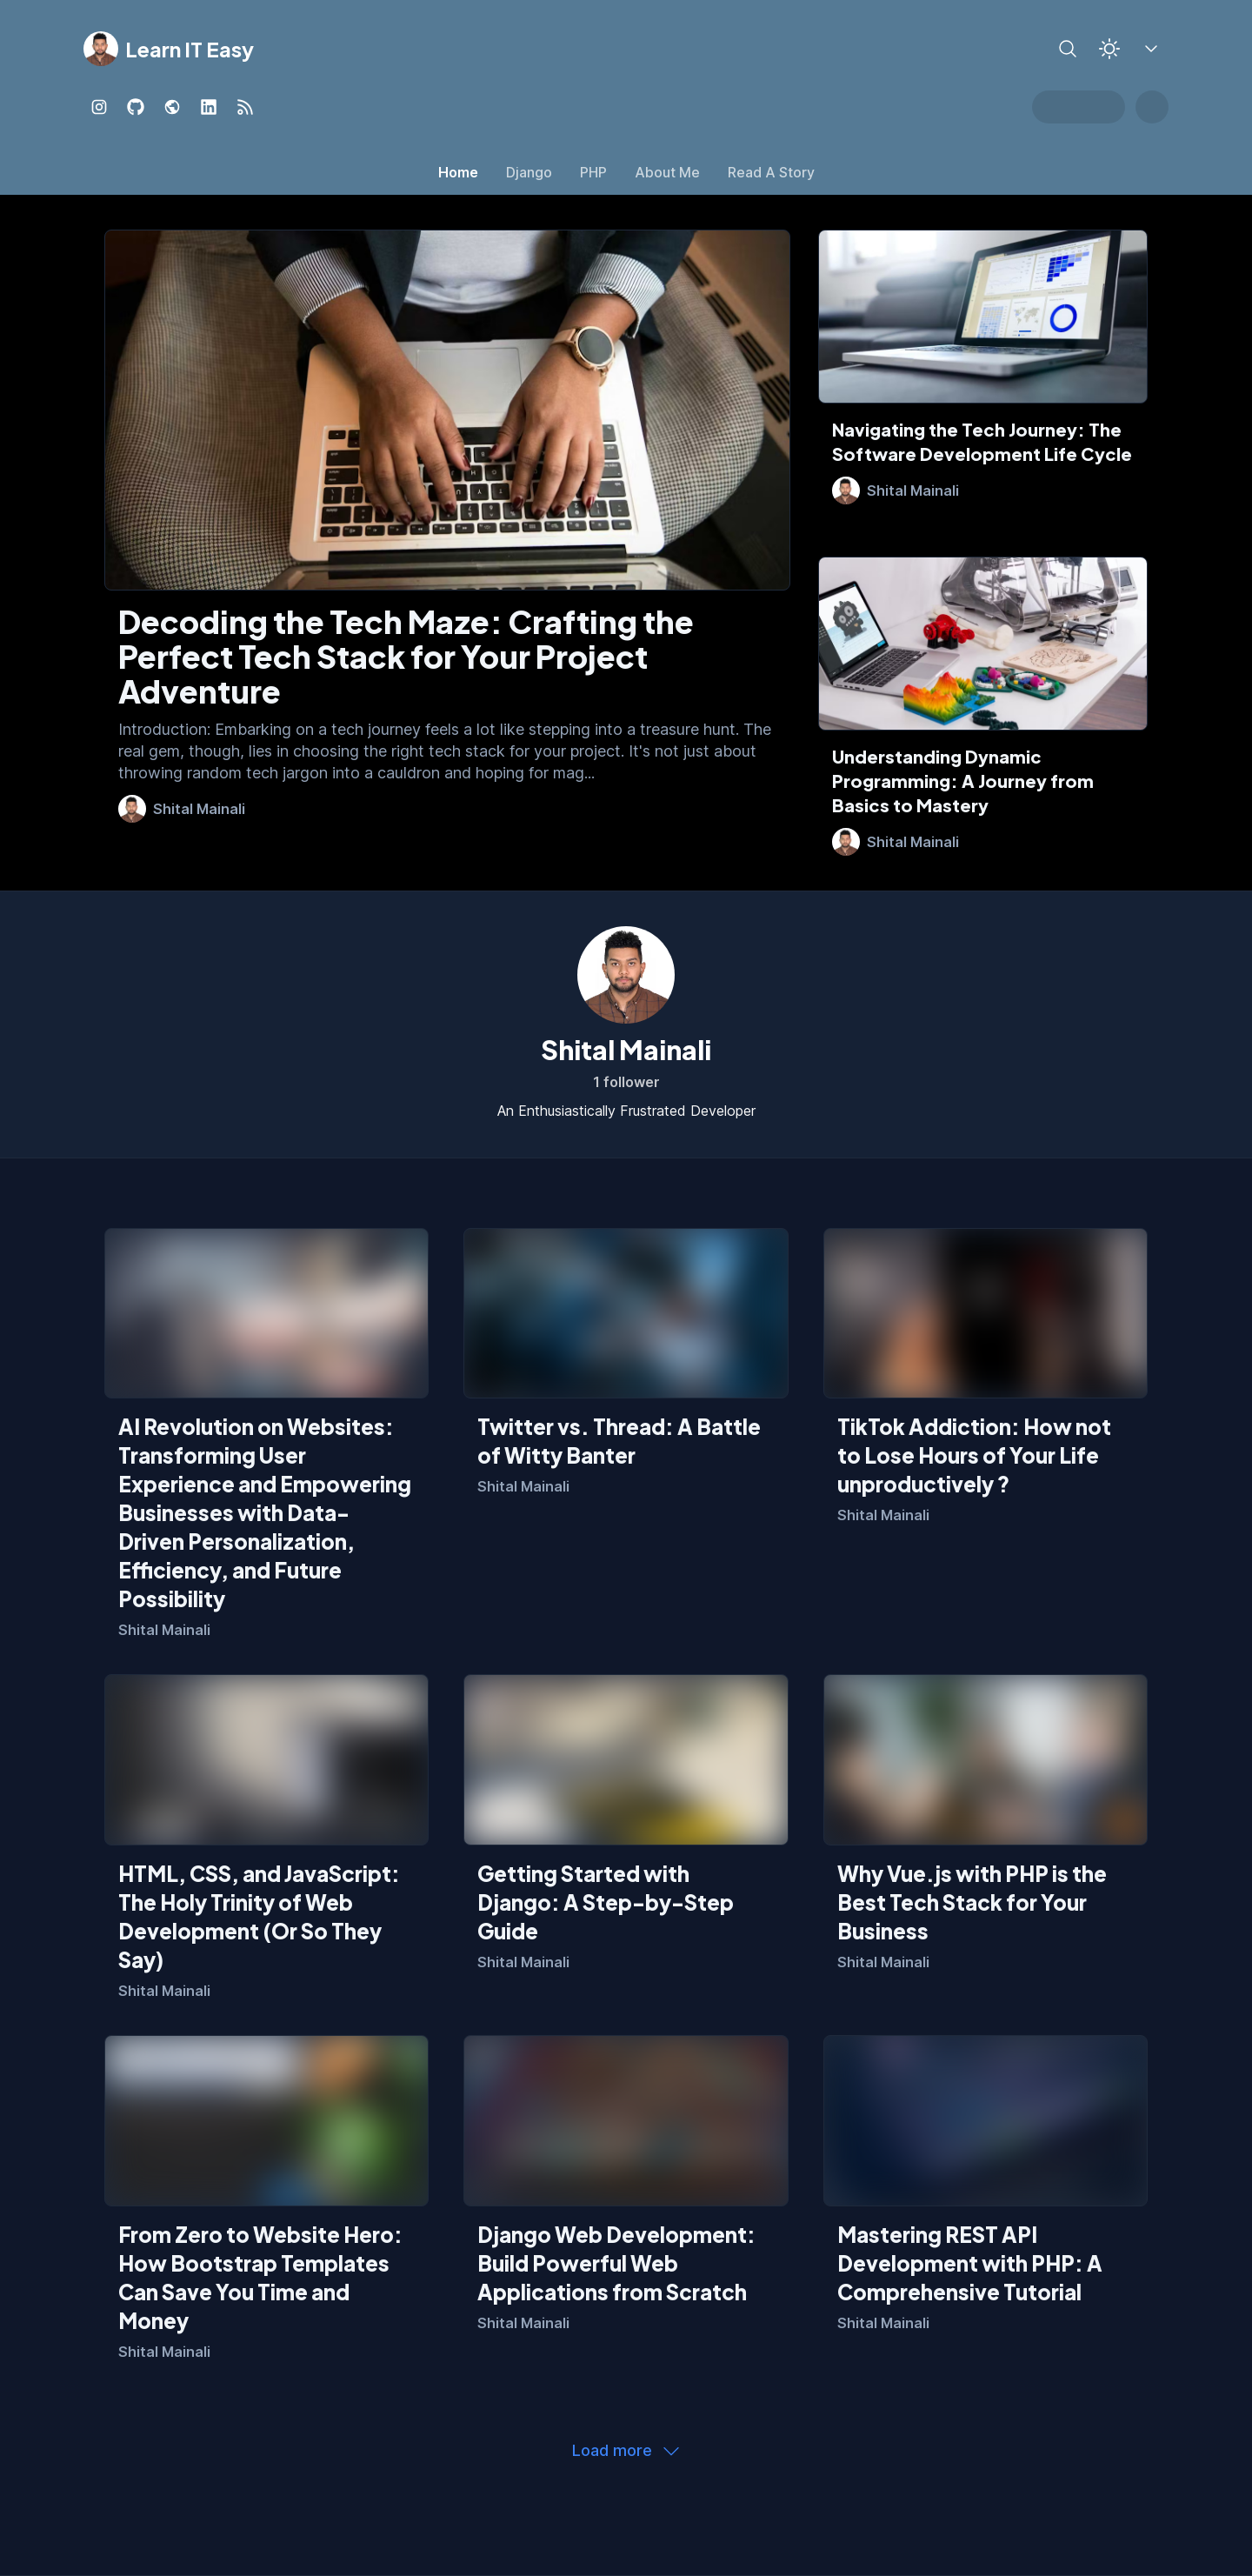 Learn IT Easy
Home
Django
PHP
About Me
Read A Story
Decoding the Tech Maze: Crafting the
Perfect Tech Stack for Your Project
Adventure
Introduction: Embarking on a tech journey feels a lot like stepping into a treasure hunt. The
real gem, though, lies in choosing the right tech stack for your project. It's not just about
throwing random tech jargon into a cauldron and hoping for mag...
Shital Mainali
Navigating the Tech Journey: The
Software Development Life Cycle
Shital Mainali
Understanding Dynamic
Programming: A Journey from
Basics to Mastery
Shital Mainali
Shital Mainali
1 follower
An Enthusiastically Frustrated Developer
AI Revolution on Websites:
Transforming User
Experience and Empowering
Businesses with Data-
Driven Personalization,
Efficiency, and Future
Possibility
Shital Mainali
Twitter vs. Thread: A Battle
of Witty Banter
Shital Mainali
TikTok Addiction: How not
to Lose Hours of Your Life
unproductively ?
Shital Mainali
HTML, CSS, and JavaScript:
The Holy Trinity of Web
Development (Or So They
Say)
Shital Mainali
Getting Started with
Django: A Step-by-Step
Guide
Shital Mainali
Why Vue.js with PHP is the
Best Tech Stack for Your
Business
Shital Mainali
From Zero to Website Hero:
How Bootstrap Templates
Can Save You Time and
Money
Shital Mainali
Django Web Development:
Build Powerful Web
Applications from Scratch
Shital Mainali
Mastering REST API
Development with PHP: A
Comprehensive Tutorial
Shital Mainali
Load more